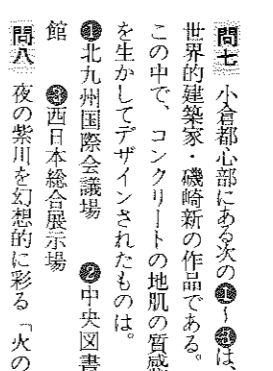 問七 小倉都心部にある次の❶〜❸は、
世界的建築家・磯崎新の作品である。
この中で、コンクリートの地肌の質感
を生かしてデザインされたものは。
❶北九州国際会議場 ❷中央図書
館 ❸西日本総合展示場
問八 夜の紫川を幻想的に彩る「火の